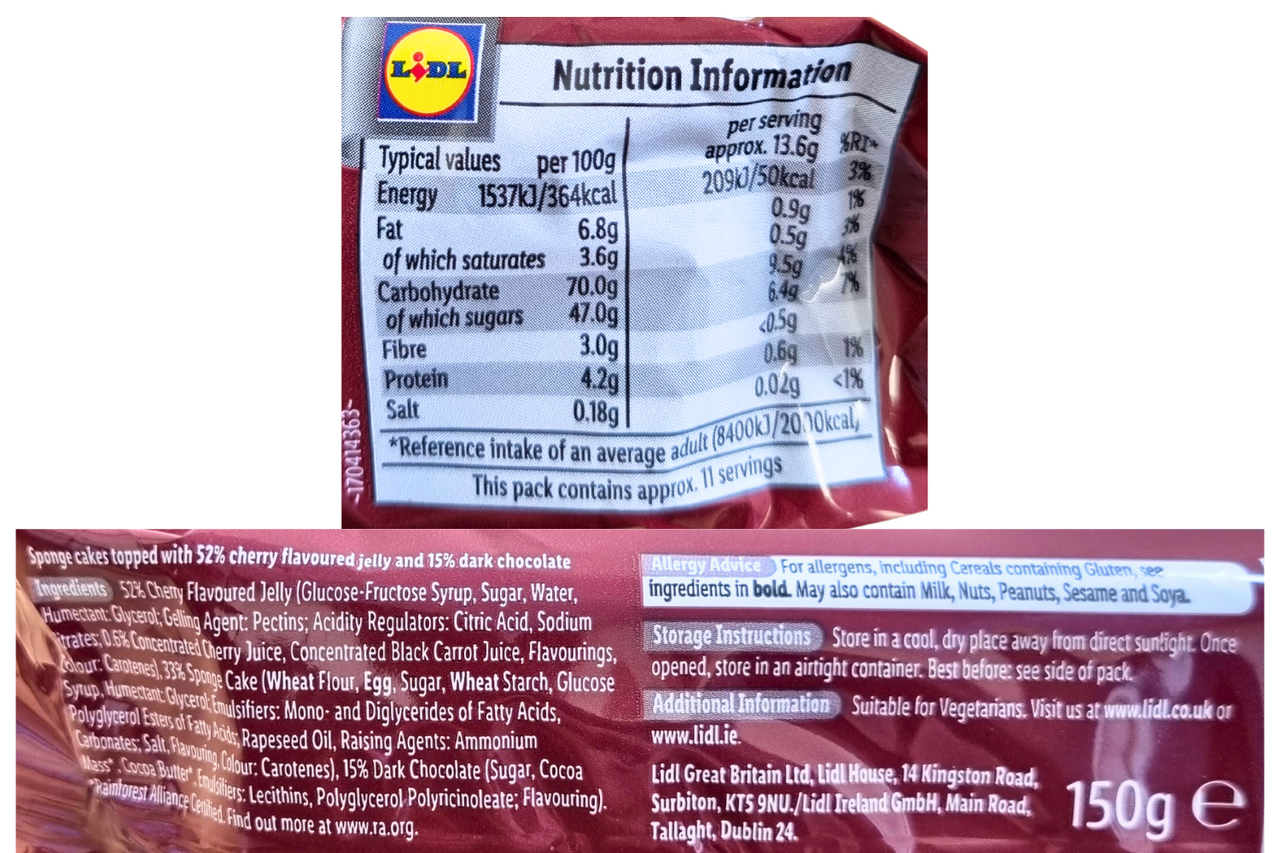 LiDL
Nutrition Information
Typical values per 100g per serving approx. 13.6g %RI*
Energy 1537kJ/364kcal 209kJ/50kcal 3%
Fat 6.8g 0.9g 1%
of which saturates 3.6g 0.5g 3%
Carbohydrate 70.0g 9.5g 4%
of which sugars 47.0g 6.4g 7%
Fibre 3.0g <0.5g
Protein 4.2g 0.6g 1%
Salt 0.18g 0.02g <1%
*Reference intake of an average adult (8400kJ/2000kcal)
This pack contains approx. 11 servings
~170414363~
Sponge cakes topped with 52% cherry flavoured jelly and 15% dark chocolate
Ingredients 52% Cherry Flavoured Jelly (Glucose-Fructose Syrup, Sugar, Water,
Humectant: Glycerol; Gelling Agent: Pectins; Acidity Regulators: Citric Acid, Sodium
Citrates; 0.6% Concentrated Cherry Juice, Concentrated Black Carrot Juice, Flavourings,
Colour: Carotenes), 33% Sponge Cake (Wheat Flour, Egg, Sugar, Wheat Starch, Glucose
Syrup, Humectant: Glycerol; Emulsifiers: Mono- and Diglycerides of Fatty Acids,
Polyglycerol Esters of Fatty Acids; Rapeseed Oil, Raising Agents: Ammonium
Carbonates; Salt, Flavouring, Colour: Carotenes), 15% Dark Chocolate (Sugar, Cocoa
Mass*, Cocoa Butter*, Emulsifiers: Lecithins, Polyglycerol Polyricinoleate; Flavouring).
*Rainforest Alliance Certified. Find out more at www.ra.org.
Allergy Advice For allergens, including Cereals containing Gluten, see
ingredients in bold. May also contain Milk, Nuts, Peanuts, Sesame and Soya.
Storage Instructions Store in a cool, dry place away from direct sunlight. Once
opened, store in an airtight container. Best before: see side of pack.
Additional Information Suitable for Vegetarians. Visit us at www.lidl.co.uk or
www.lidl.ie.
Lidl Great Britain Ltd, Lidl House, 14 Kingston Road,
Surbiton, KT5 9NU./Lidl Ireland GmbH, Main Road,
Tallaght, Dublin 24.
150g ℮